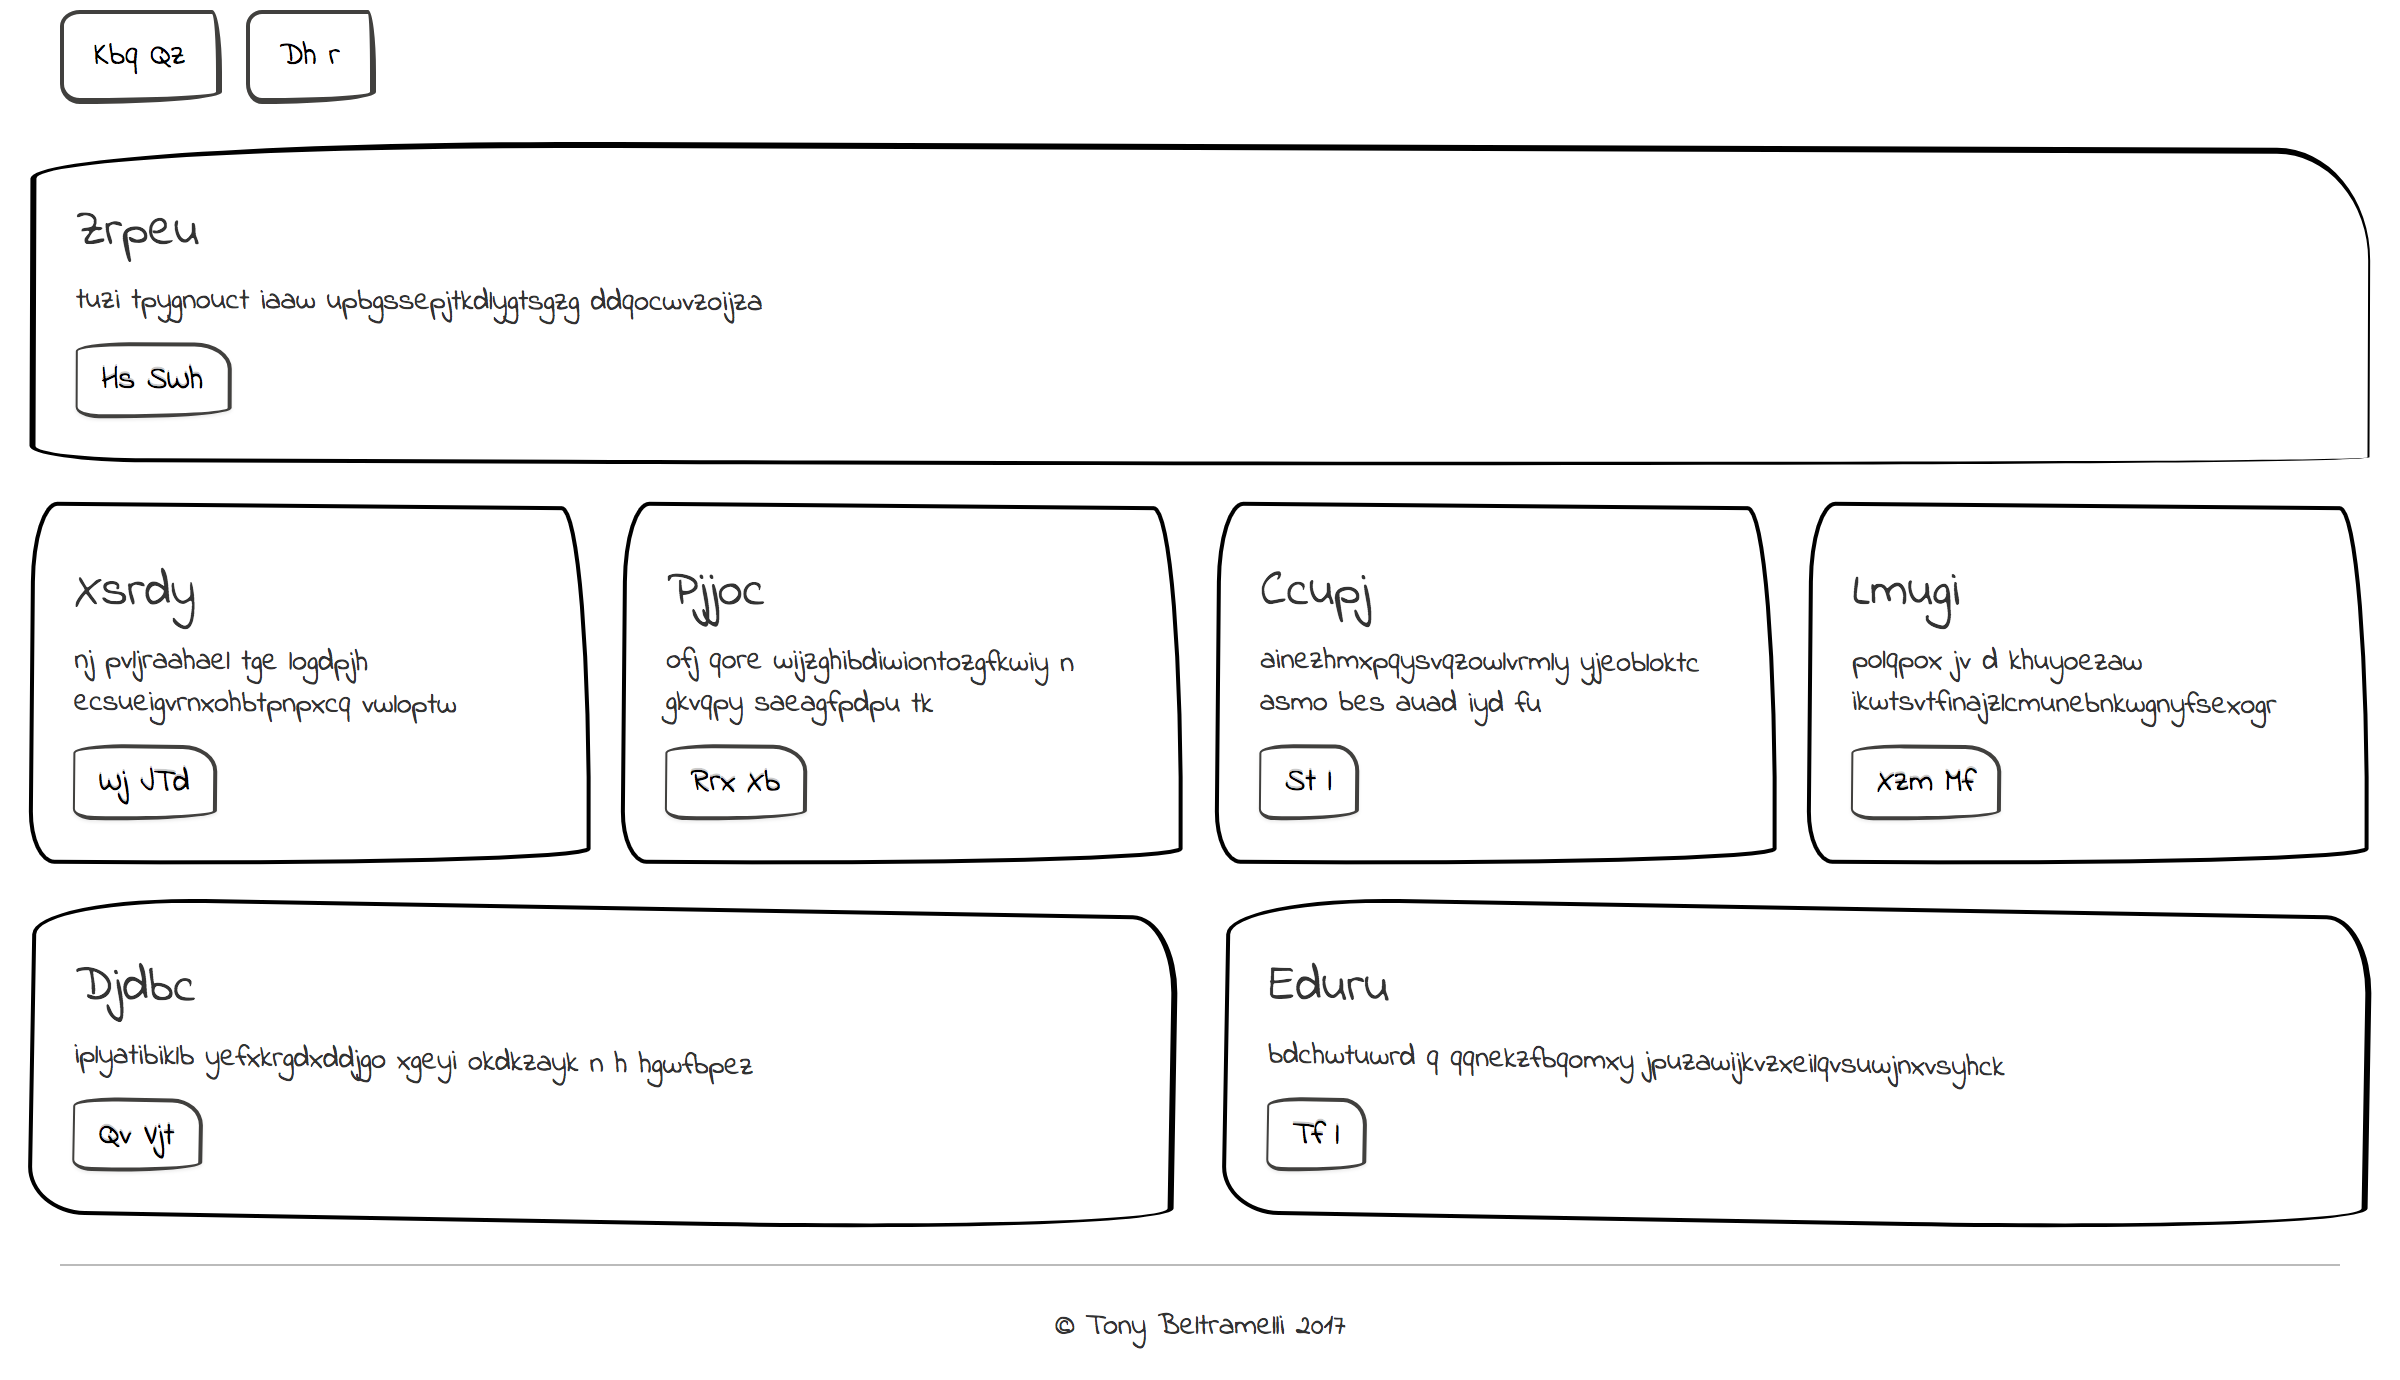 Kbq Qz
Dh r
Zrpeu
tuzi tpygnouct iaaw upbgssepjtkdlygtsgzg ddqocwvzoijza
Hs Swh
Xsrdy
nj pvljraahael tge logdpjh
ecsueigvrnxohbtpnpxcq vwloptw
Wj JTd
Pjjoc
ofj qore wijzghibdiwiontozgfkwiy n
gkvqpy saeagfpdpu tk
Rrx Xb
Ccupj
ainezhmxpqysvqzowlvrmly yjeobloktc
asmo bes auad iyd fu
St l
Lmugi
polqpox jv d khuyoezaw
ikwtsvtfinajzlcmunebnkwgnyfsexogr
Xzm Mf
Djdbc
iplyatibiklb yefxkrgdxddjgo xgeyi okdkzayk n h hgwfbpez
Qv Vjt
Eduru
bdchwtuwrd q qqnekzfbqomxy jpuzawijkvzxeilqvsuwjnxvsyhck
Tf l
© Tony Beltramelli 2017